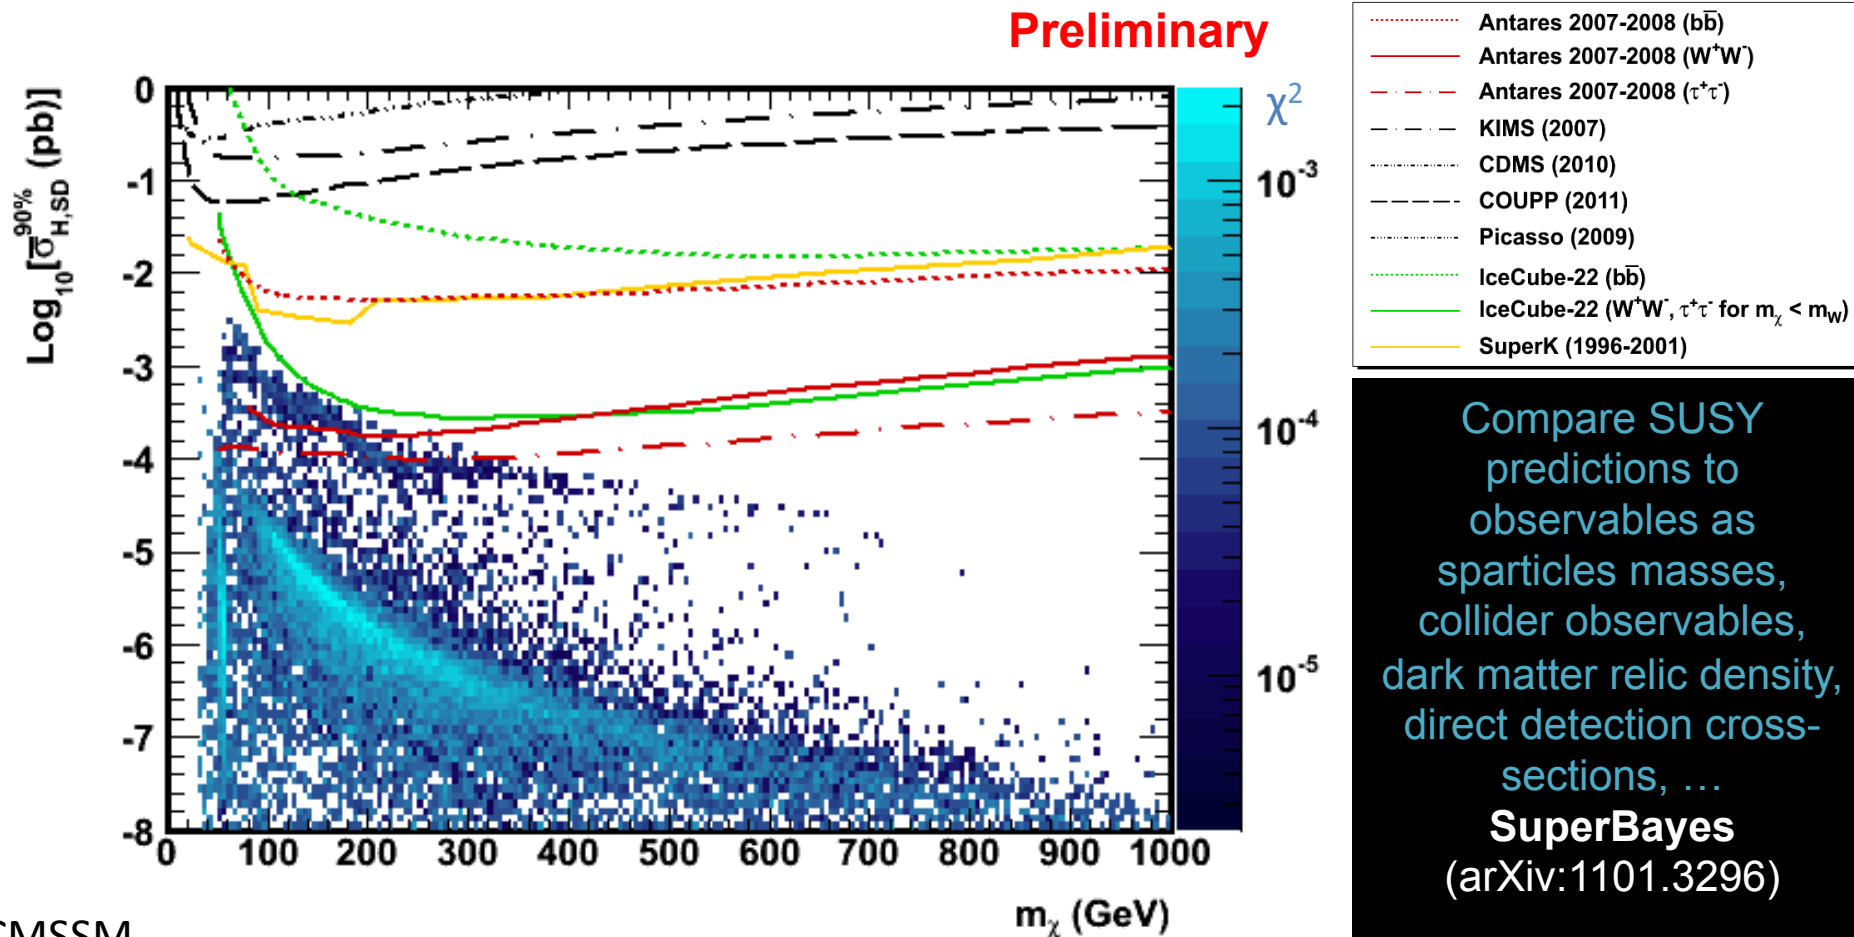 Preliminary
Log₁₀[σ̅ 90% H,SD (pb)]
0
-1
-2
-3
-4
-5
-6
-7
-8
0 100 200 300 400 500 600 700 800 900 1000
mχ (GeV)
χ²
10⁻³
10⁻⁴
10⁻⁵
Antares 2007-2008 (bb̅)
Antares 2007-2008 (W⁺W⁻)
Antares 2007-2008 (τ⁺τ⁻)
KIMS (2007)
CDMS (2010)
COUPP (2011)
Picasso (2009)
IceCube-22 (bb̅)
IceCube-22 (W⁺W⁻, τ⁺τ⁻ for mχ < mW)
SuperK (1996-2001)
Compare SUSY
predictions to
observables as
sparticles masses,
collider observables,
dark matter relic density,
direct detection cross-
sections, …
SuperBayes
(arXiv:1101.3296)